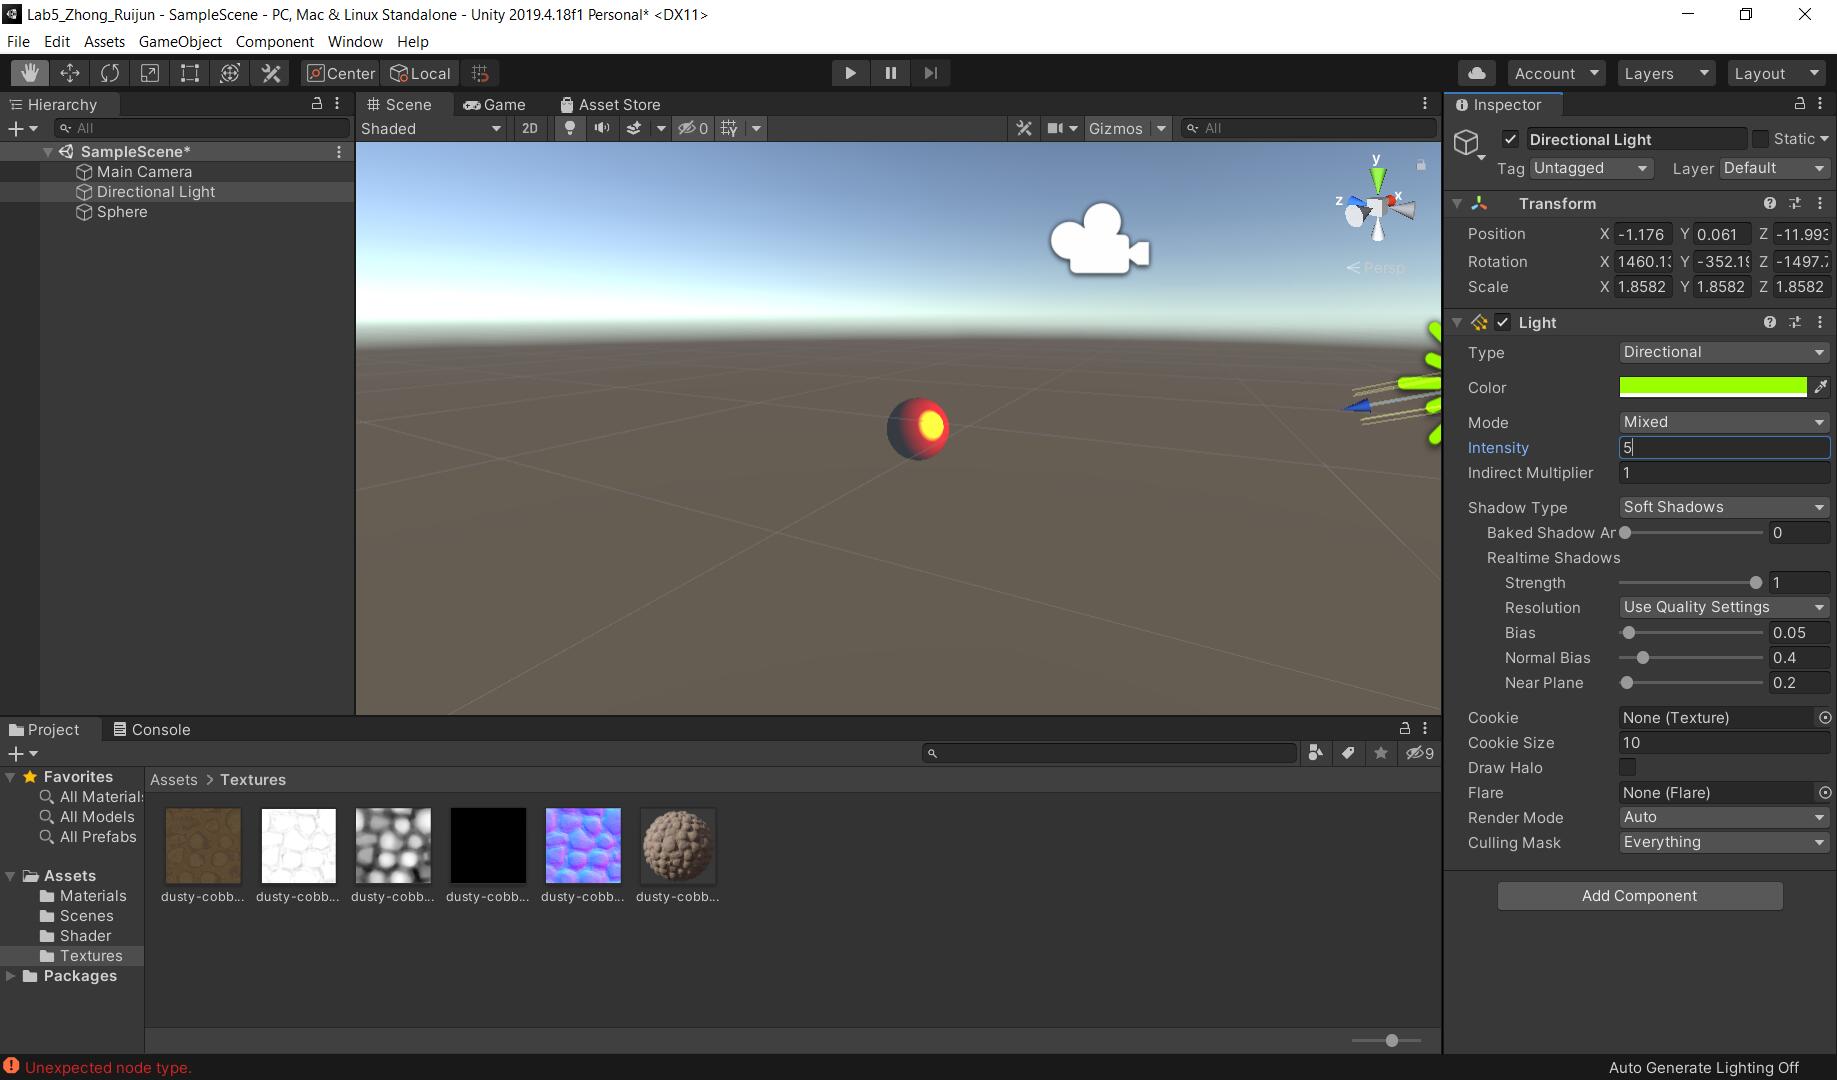 Lab5_Zhong_Ruijun - SampleScene - PC, Mac & Linux Standalone - Unity 2019.4.18f1 Personal* <DX11>
File Edit Assets GameObject Component Window Help
Center Local Account Layers Layout
Hierarchy
All
SampleScene*
Main Camera
Directional Light
Sphere
Scene Game Asset Store
Shaded 2D 0 Gizmos All
y
z x
Persp
Inspector
Directional Light Static
Tag Untagged Layer Default
Transform
Position X -1.176 Y 0.061 Z -11.993
Rotation X 1460.1 Y -352.19 Z -1497.
Scale X 1.8582 Y 1.8582 Z 1.8582
Light
Type Directional
Color
Mode Mixed
Intensity 5
Indirect Multiplier 1
Shadow Type Soft Shadows
Baked Shadow Ar 0
Realtime Shadows
Strength 1
Resolution Use Quality Settings
Bias 0.05
Normal Bias 0.4
Near Plane 0.2
Cookie None (Texture)
Cookie Size 10
Draw Halo
Flare None (Flare)
Render Mode Auto
Culling Mask Everything
Add Component
Project Console
9
Favorites
All Material
All Models
All Prefabs
Assets
Materials
Scenes
Shader
Textures
Packages
Assets > Textures
dusty-cobb... dusty-cobb... dusty-cobb... dusty-cobb... dusty-cobb... dusty-cobb...
Unexpected node type.
Auto Generate Lighting Off